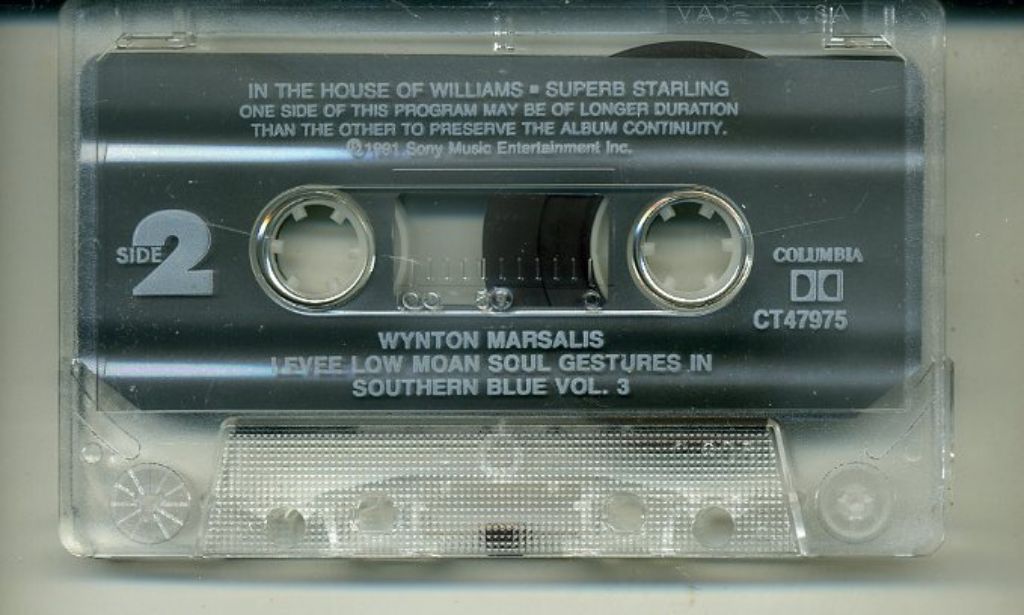 IN THE HOUSE OF WILLIAMS ▪ SUPERB STARLING
ONE SIDE OF THIS PROGRAM MAY BE OF LONGER DURATION
THAN THE OTHER TO PRESERVE THE ALBUM CONTINUITY.
℗1991 Sony Music Entertainment Inc.
SIDE 2
COLUMBIA
CT47975
WYNTON MARSALIS
LEVEE LOW MOAN SOUL GESTURES IN
SOUTHERN BLUE VOL. 3